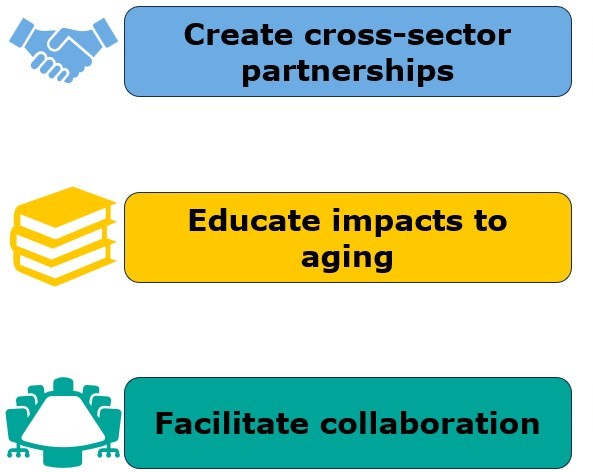 Create cross-sector
partnerships
Educate impacts to
aging
Facilitate collaboration